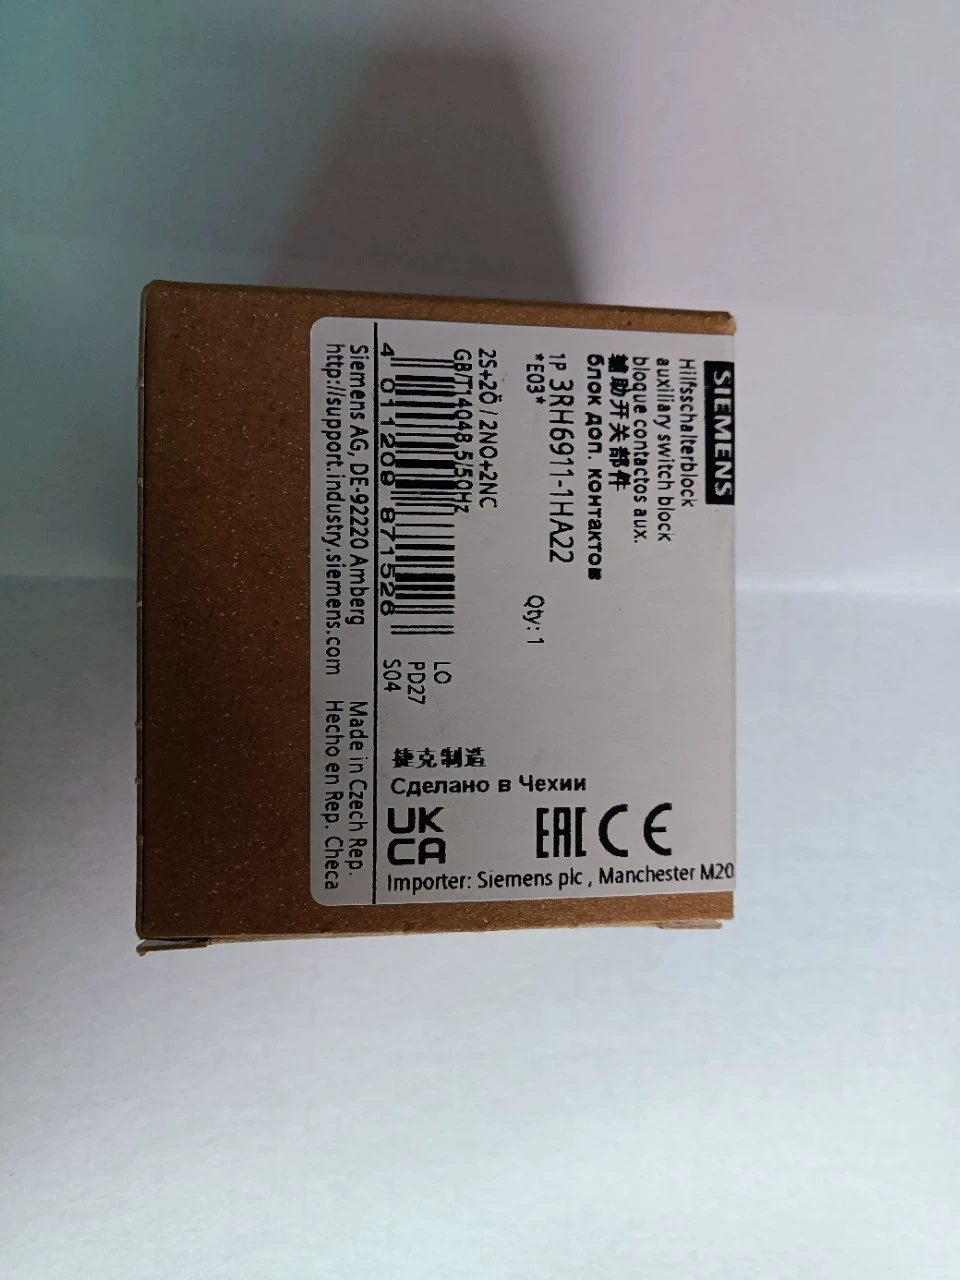 SIEMENS
Hilfsschalterblock
auxiliary switch block
bloque contactos aux.
辅助开关部件
блок доп. контактов
1P 3RH6911-1HA22
*E03*
Qty: 1
2S+2Ö / 2NO+2NC
GB/T14048.5/50Hz
4 011209 871526
LO
PD27
S04
Siemens AG, DE-92220 Amberg
http://support.industry.siemens.com
Made in Czech Rep.
Hecho en Rep. Checa
捷克制造
Сделано в Чехии
UK
CA
EAC CE
Importer: Siemens plc , Manchester M20